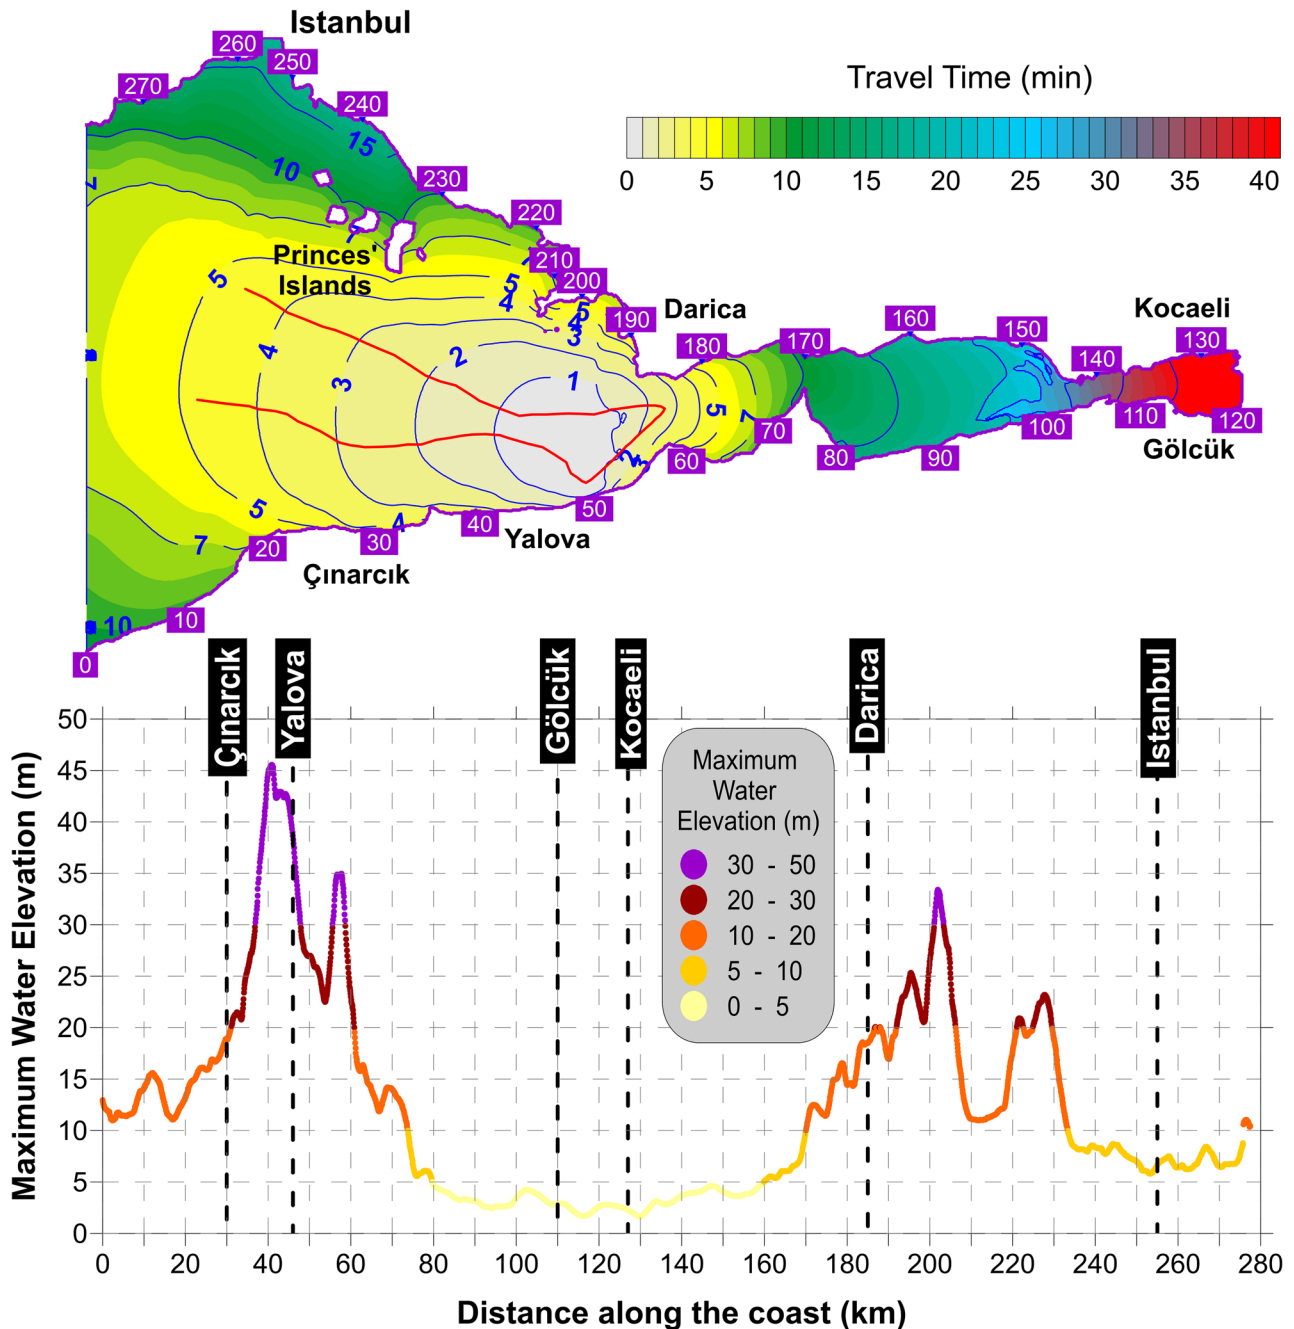 Istanbul
260
250
270
240
Travel Time (min)
0 5 10 15 20 25 30 35 40
15
10
230
7
220
7
Princes'
Islands
7
210
5
200
5
4
5
4
3
190
Darica
180
170
160
150
140
Kocaeli
130
4
3
2
1
5
7
70
80
90
100
110
120
Gölcük
60
2
3
50
5
4
40
Yalova
7
20
30
Çınarcık
10
10
0
Çınarcık
Yalova
Gölcük
Kocaeli
Darica
Istanbul
Maximum Water Elevation (m)
50
45
40
35
30
25
20
15
10
5
0
Maximum
Water
Elevation (m)
30 - 50
20 - 30
10 - 20
5 - 10
0 - 5
0 20 40 60 80 100 120 140 160 180 200 220 240 260 280
Distance along the coast (km)